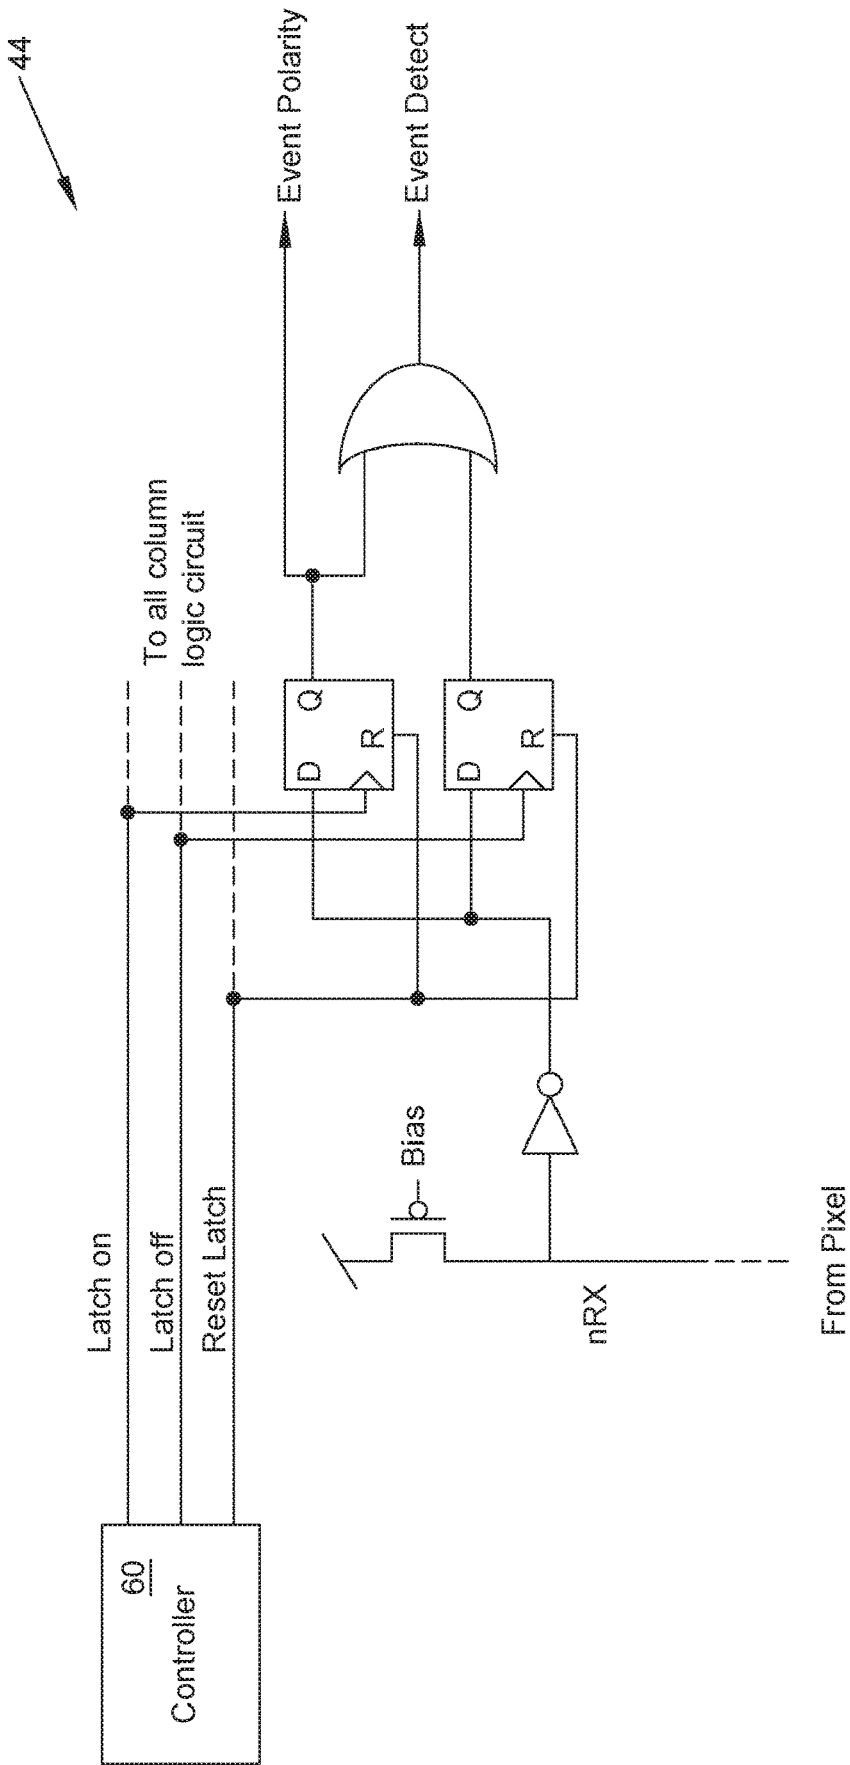 44
Event Polarity
Event Detect
To all column
logic circuit
Q
D
R
Q
D
R
Latch on
Latch off
Reset Latch
Bias
nRX
From Pixel
60
Controller